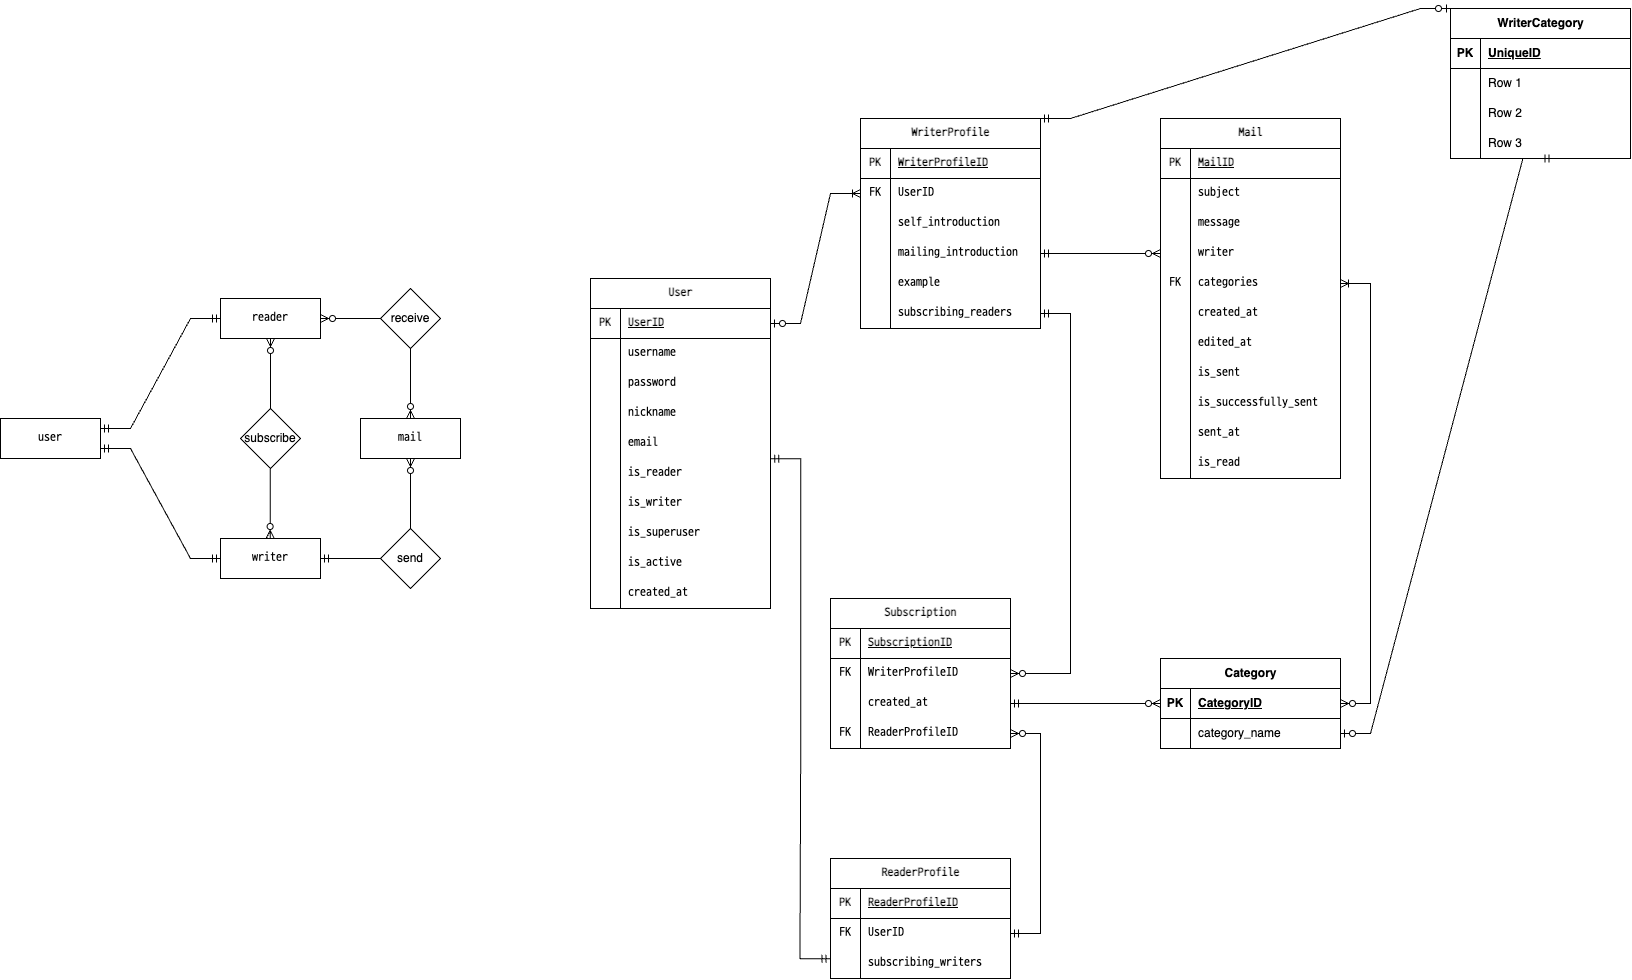 user
reader
receive
subscribe
mail
writer
send
User
PK UserID
username
password
nickname
email
is_reader
is_writer
is_superuser
is_active
created_at
WriterProfile
PK WriterProfileID
FK UserID
self_introduction
mailing_introduction
example
subscribing_readers
Mail
PK MailID
subject
message
writer
FK categories
created_at
edited_at
is_sent
is_successfully_sent
sent_at
is_read
WriterCategory
PK UniqueID
Row 1
Row 2
Row 3
Subscription
PK SubscriptionID
FK WriterProfileID
created_at
FK ReaderProfileID
Category
PK CategoryID
category_name
ReaderProfile
PK ReaderProfileID
FK UserID
subscribing_writers